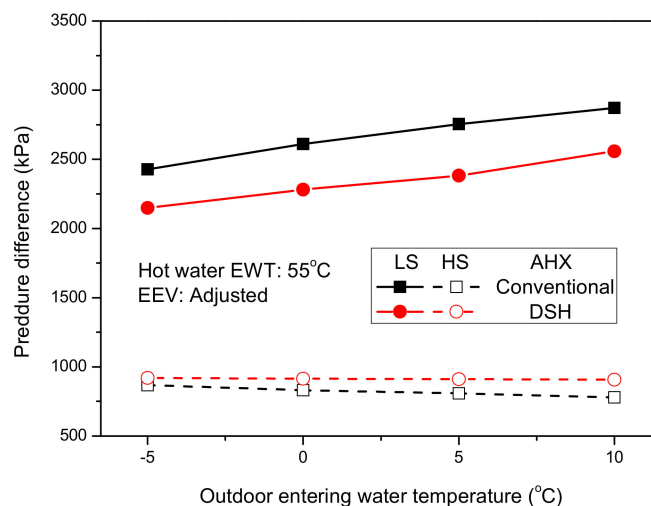 3500
3000
2500
2000
1500
1000
500
-5
0
5
10
Preddure difference (kPa)
Outdoor entering water temperature (°C)
Hot water EWT: 55°C
EEV: Adjusted
LS HS AHX
Conventional
DSH